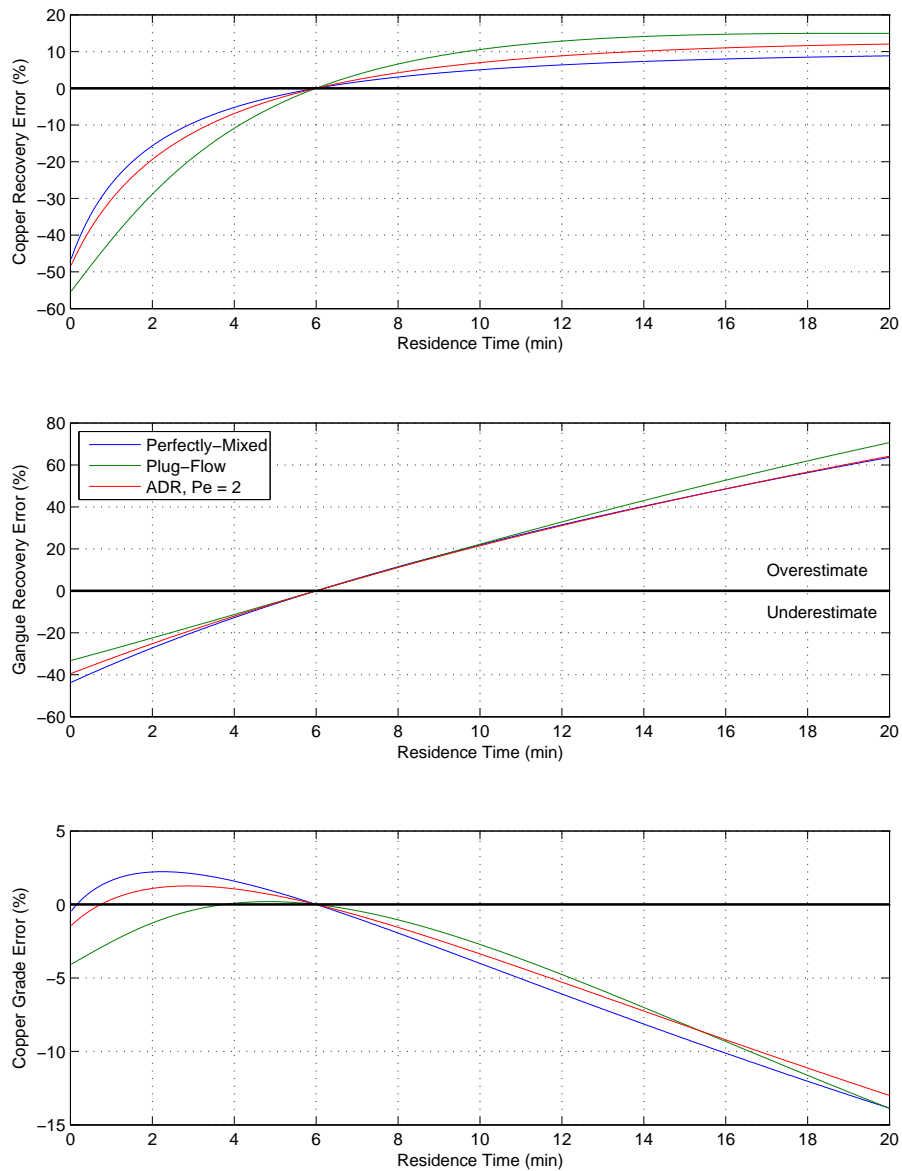 20
10
0
−10
−20
−30
−40
−50
−60
Copper Recovery Error (%)
0 2 4 6 8 10 12 14 16 18 20
Residence Time (min)
80
60
40
20
0
−20
−40
−60
Gangue Recovery Error (%)
Perfectly−Mixed
Plug−Flow
ADR, Pe = 2
Overestimate
Underestimate
0 2 4 6 8 10 12 14 16 18 20
Residence Time (min)
5
0
−5
−10
−15
Copper Grade Error (%)
0 2 4 6 8 10 12 14 16 18 20
Residence Time (min)